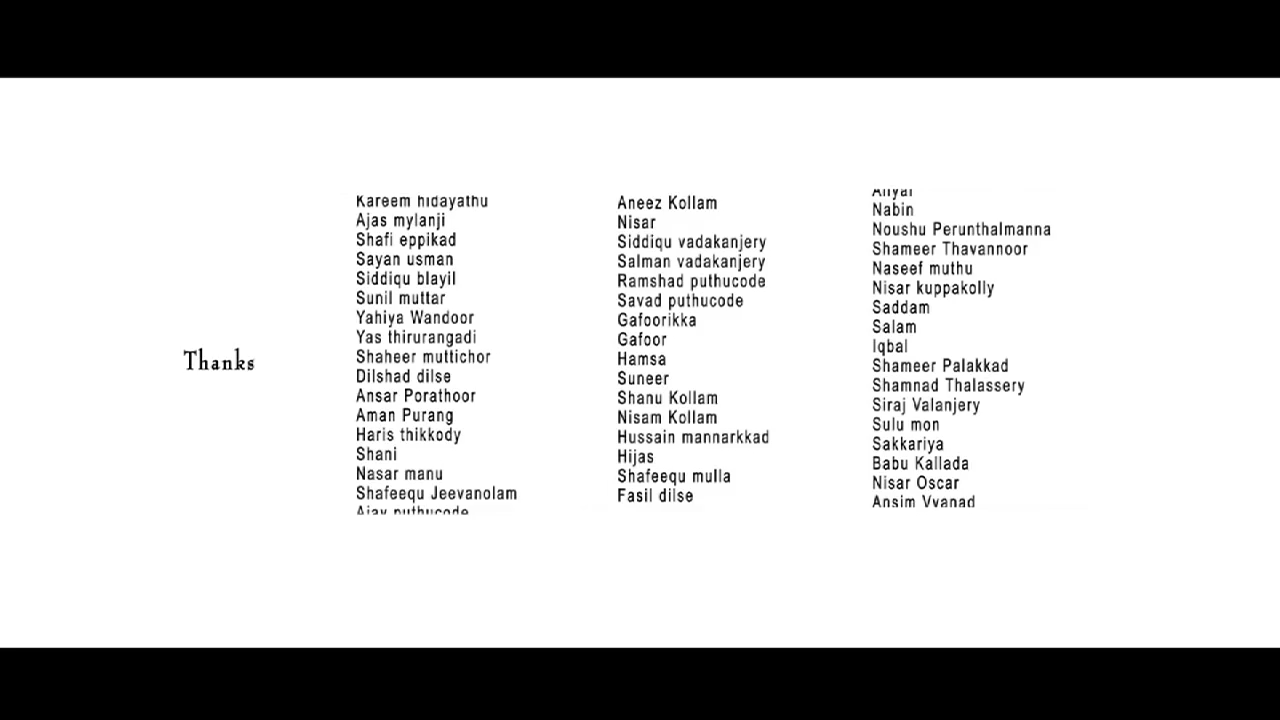 Thanks
Kareem hidayathu
Ajas mylanji
Shafi eppikad
Sayan usman
Siddiqu blayil
Sunil muttar
Yahiya Wandoor
Yas thirurangadi
Shaheer muttichor
Dilshad dilse
Ansar Porathoor
Aman Purang
Haris thikkody
Shani
Nasar manu
Shafeequ Jeevanolam
puthucode
Aneez Kollam
Nisar
Siddiqu vadakanjery
Salman vadakanjery
Ramshad puthucode
Savad puthucode
Gafoorikka
Gafoor
Hamsa
Suneer
Shanu Kollam
Nisam Kollam
Hussain mannarkkad
Hijas
Shafeequ mulla
Fasil dilse
Nabin
Noushu Perunthalmanna
Shameer Thavannoor
Naseef muthu
Nisar kuppakolly
Saddam
Salam
Iqbal
Shameer Palakkad
Shamnad Thalassery
Siraj Valanjery
Sulu mon
Sakkariya
Babu Kallada
Nisar Oscar
Ansim